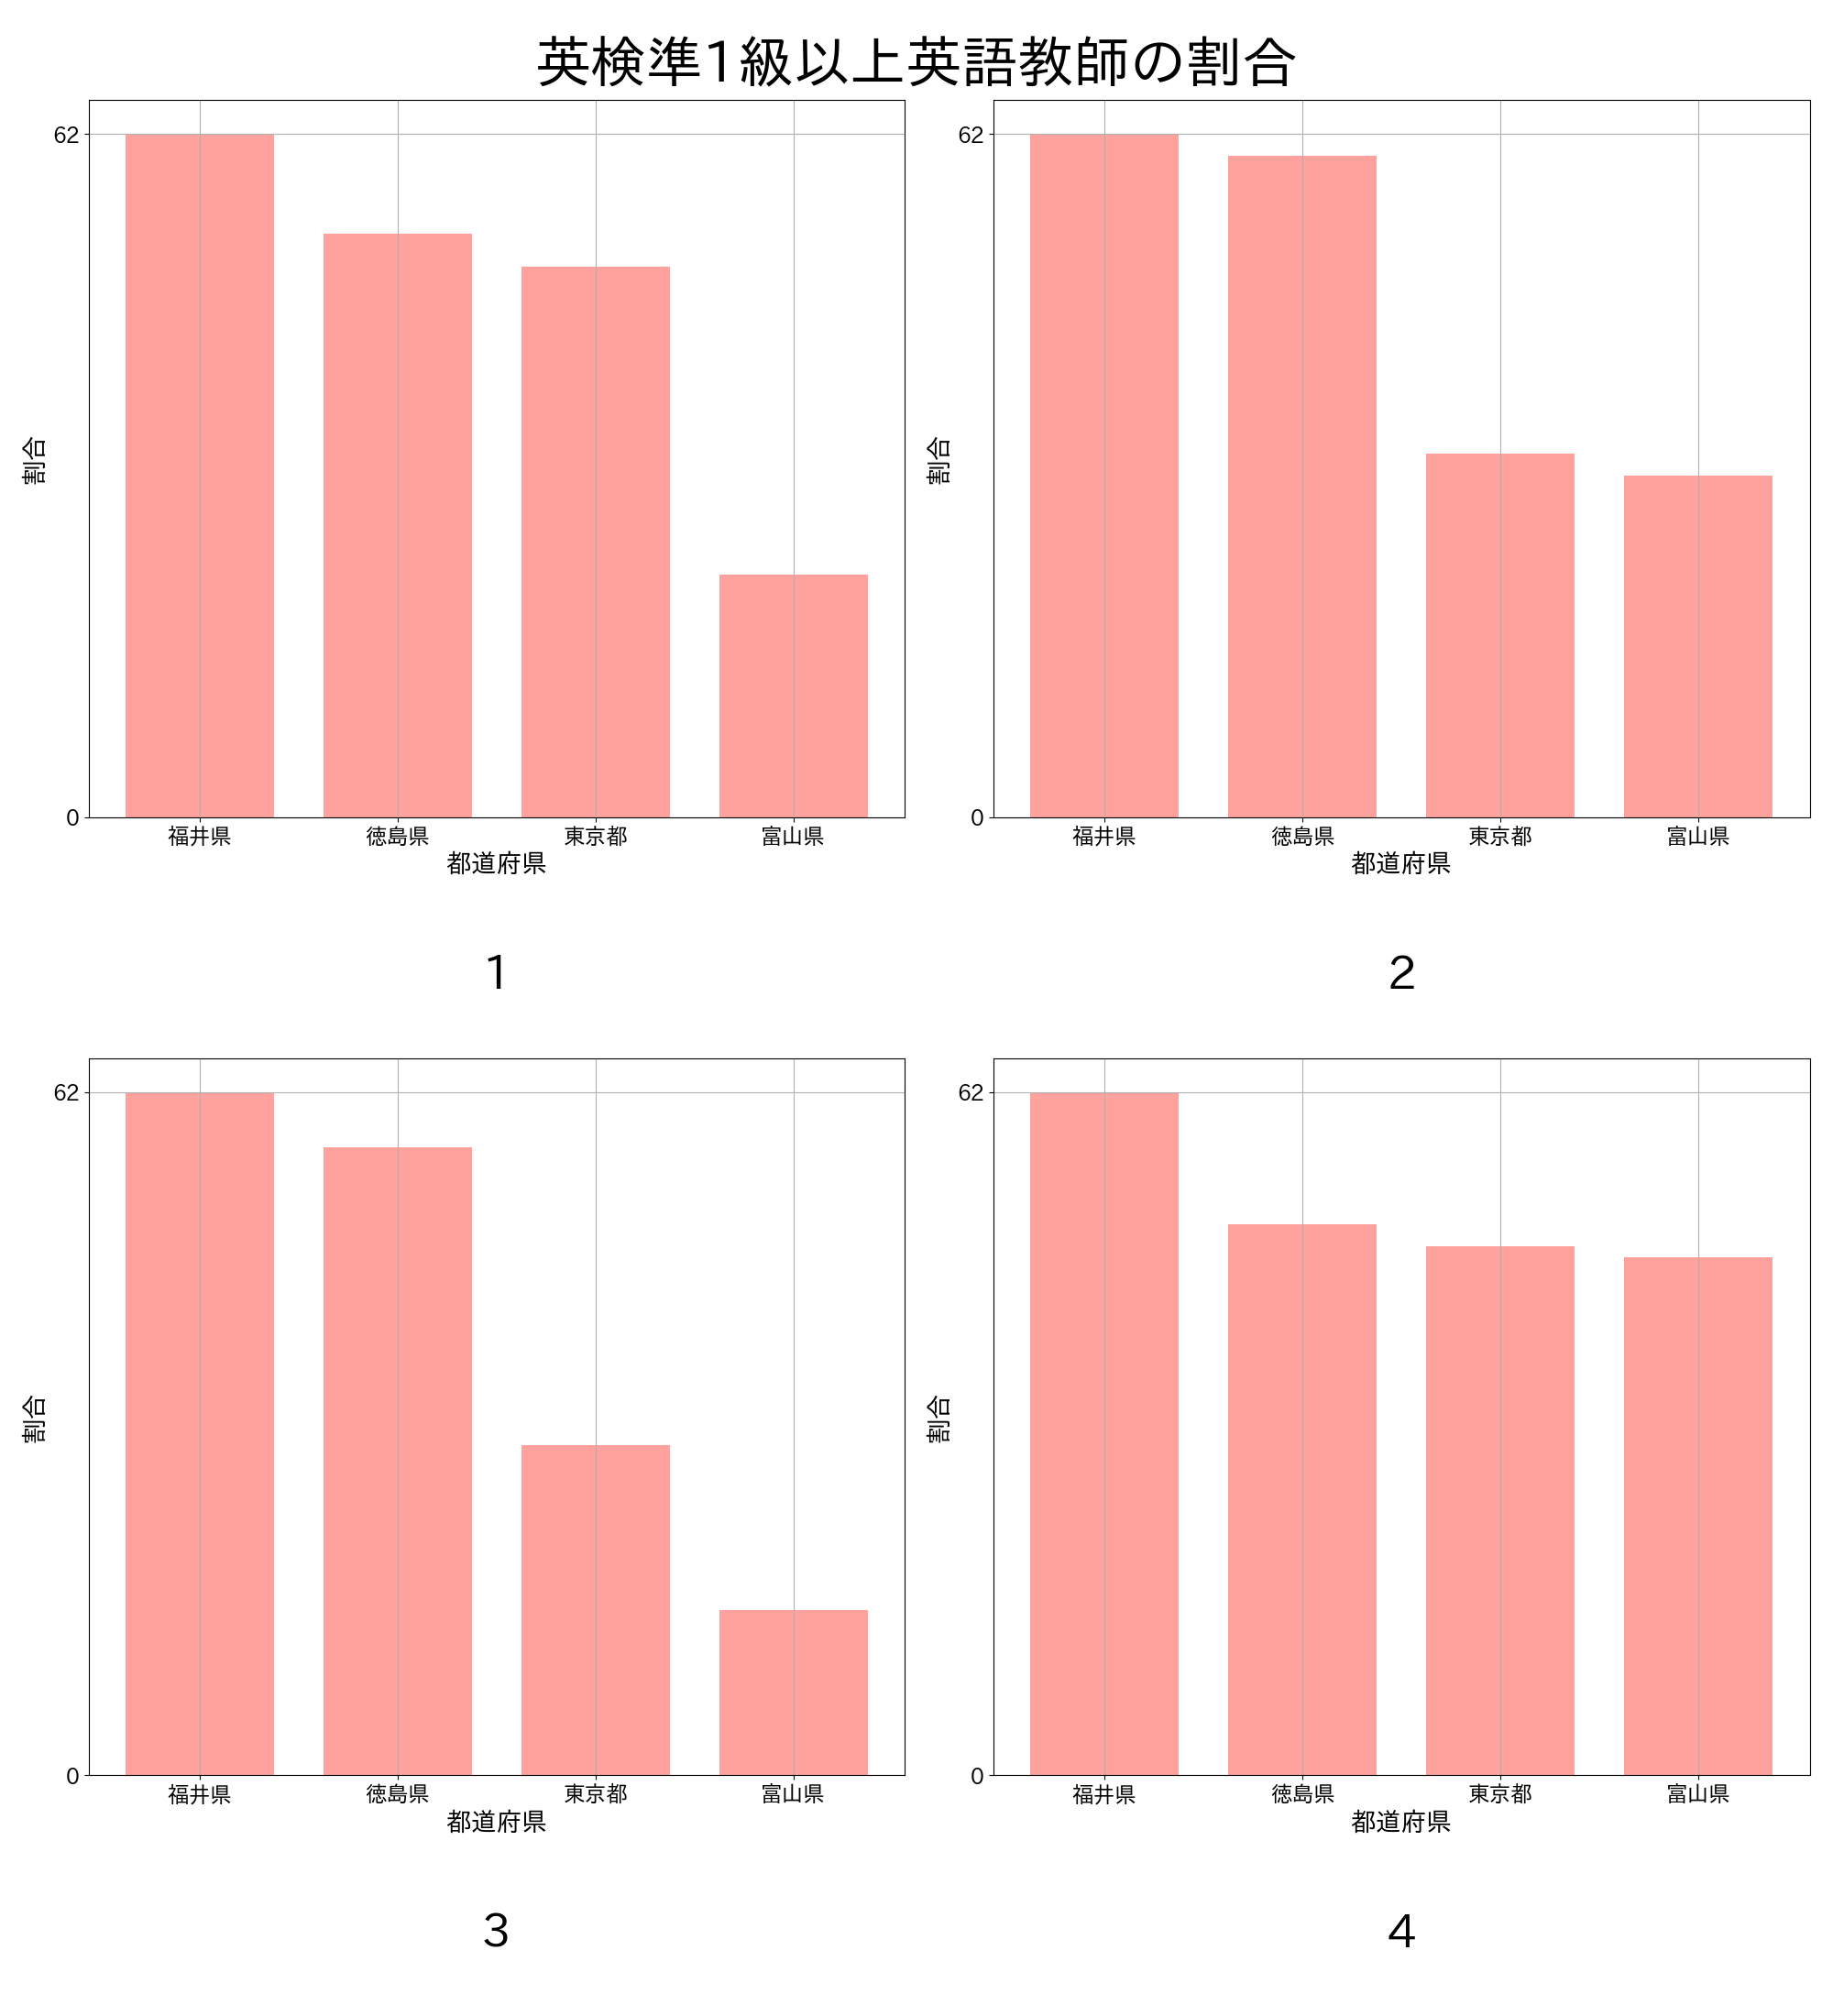 英検準1級以上英語教師の割合
62
0
割合
福井県 徳島県 東京都 富山県
都道府県
1
62
0
割合
福井県 徳島県 東京都 富山県
都道府県
2
62
0
割合
福井県 徳島県 東京都 富山県
都道府県
3
62
0
割合
福井県 徳島県 東京都 富山県
都道府県
4